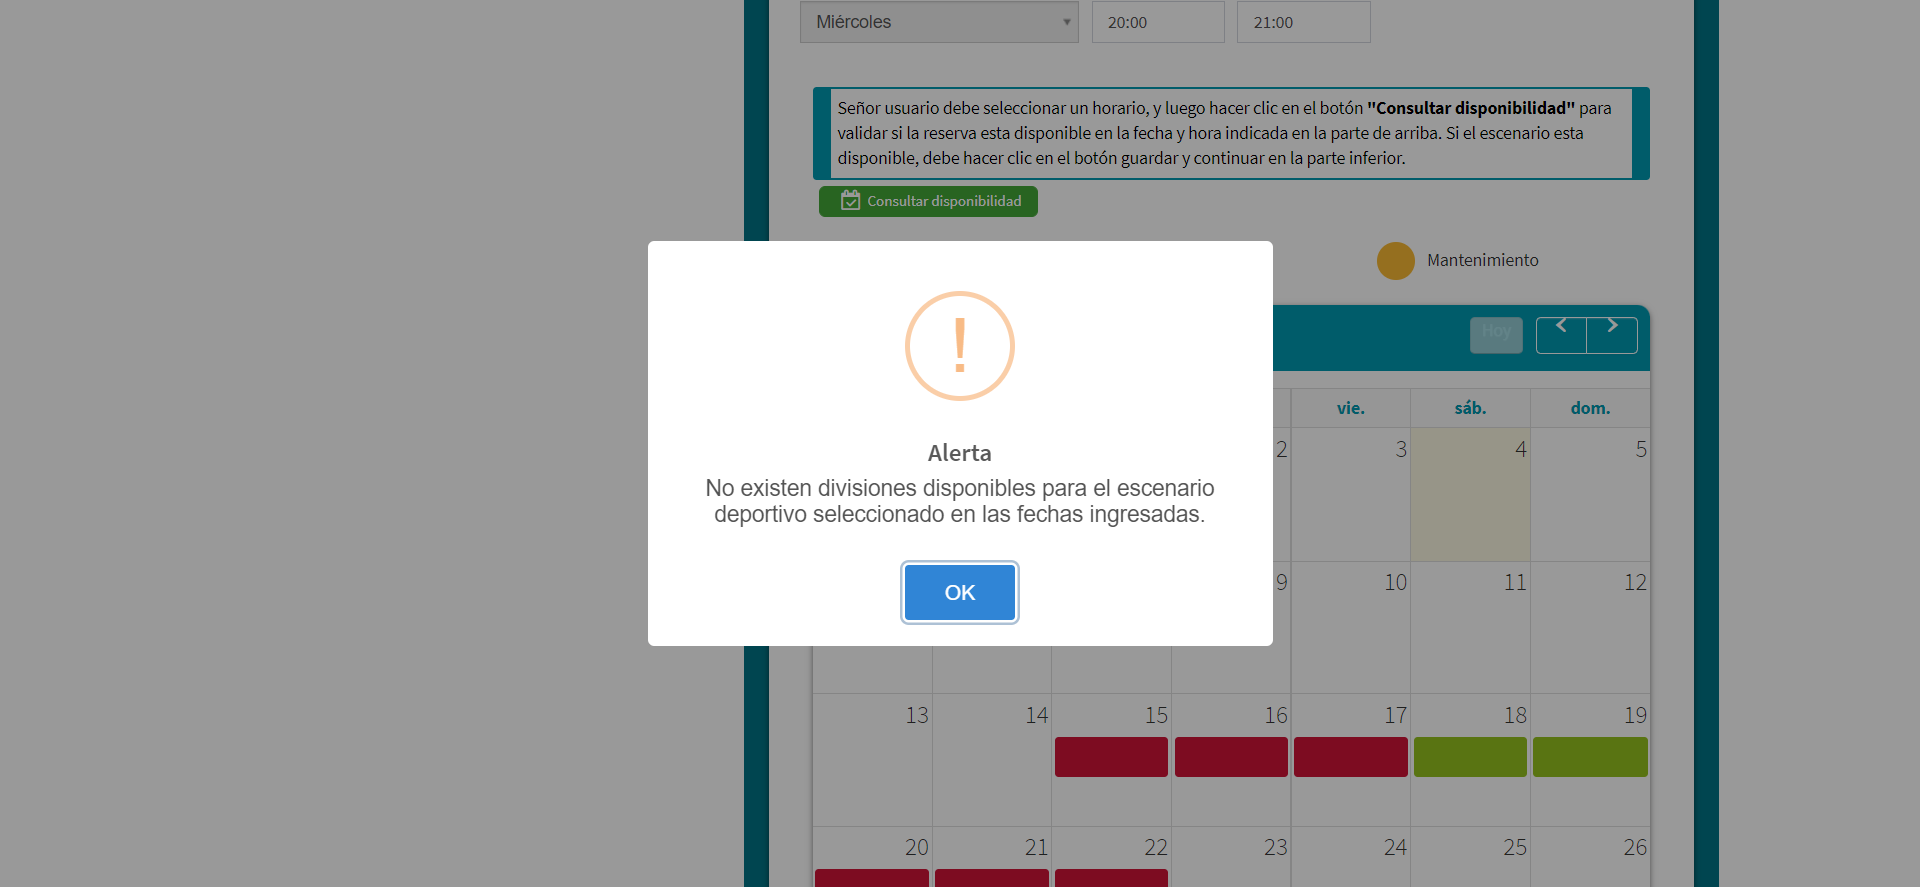 Miércoles 20:00 21:00
Señor usuario debe seleccionar un horario, y luego hacer clic en el botón "Consultar disponibilidad" para
validar si la reserva esta disponible en la fecha y hora indicada en la parte de arriba. Si el escenario esta
disponible, debe hacer clic en el botón guardar y continuar en la parte inferior.
Consultar disponibilidad
Mantenimiento
Hoy
!
Alerta
No existen divisiones disponibles para el escenario
deportivo seleccionado en las fechas ingresadas.
OK
vie. sáb. dom.
2 3 4 5
9 10 11 12
13 14 15 16 17 18 19
20 21 22 23 24 25 26